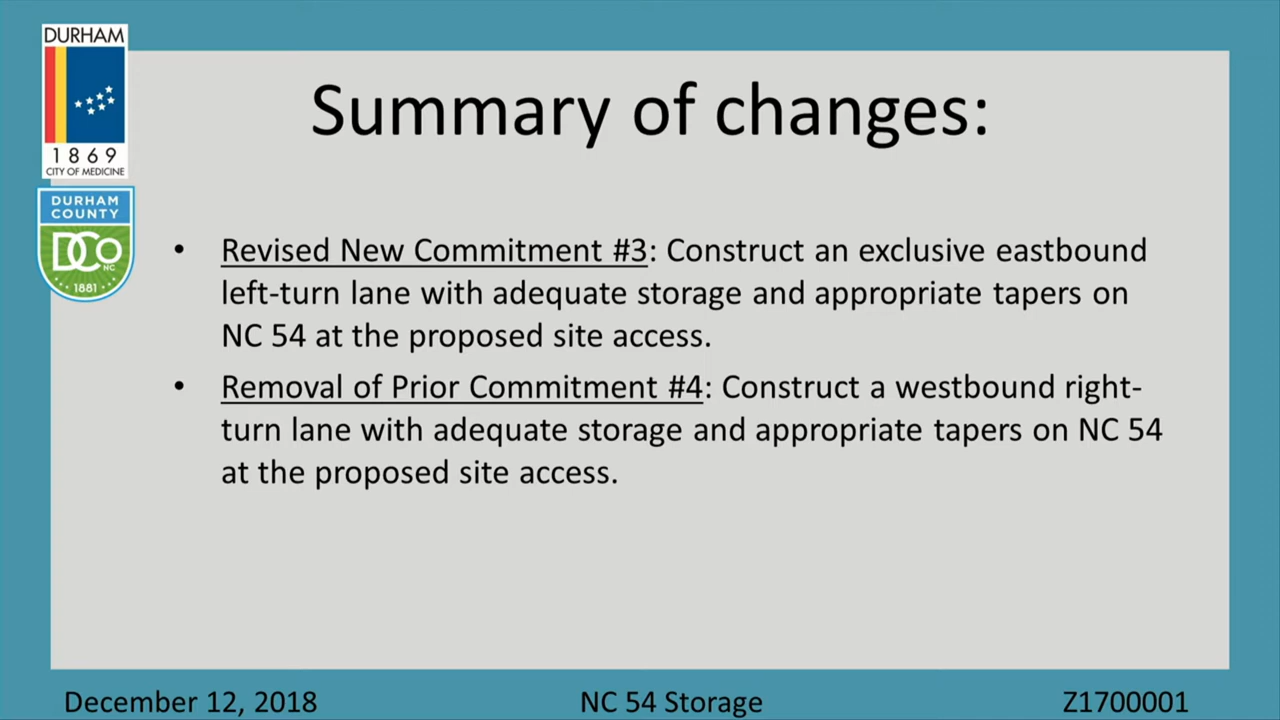 DURHAM
1869
CITY OF MEDICINE
DURHAM
COUNTY
DCo
NC
1881
Summary of changes:
• Revised New Commitment #3: Construct an exclusive eastbound
left-turn lane with adequate storage and appropriate tapers on
NC 54 at the proposed site access.
• Removal of Prior Commitment #4: Construct a westbound right-
turn lane with adequate storage and appropriate tapers on NC 54
at the proposed site access.
December 12, 2018
NC 54 Storage
Z1700001